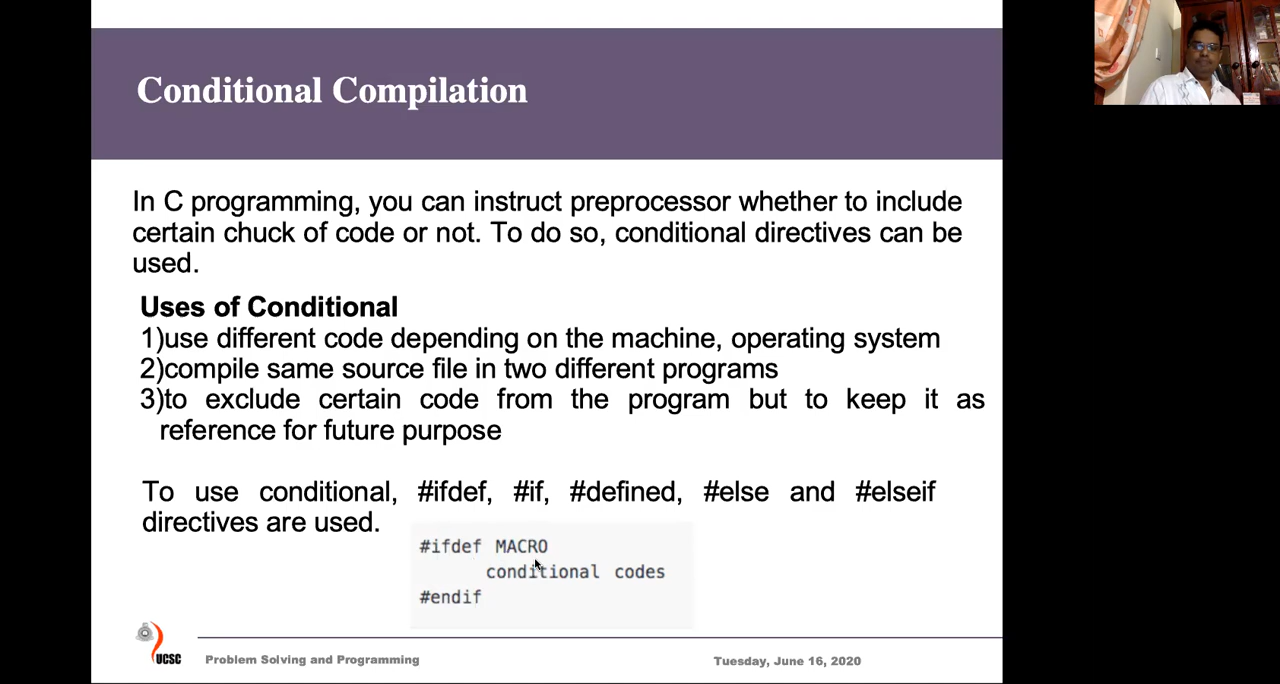 Conditional Compilation
In C programming, you can instruct preprocessor whether to include
certain chuck of code or not. To do so, conditional directives can be
used.
Uses of Conditional
1)use different code depending on the machine, operating system
2)compile same source file in two different programs
3)to exclude certain code from the program but to keep it as
reference for future purpose
To use conditional, #ifdef, #if, #defined, #else and #elseif
directives are used.
#ifdef MACRO
conditional codes
#endif
UCSC
Problem Solving and Programming
Tuesday, June 16, 2020